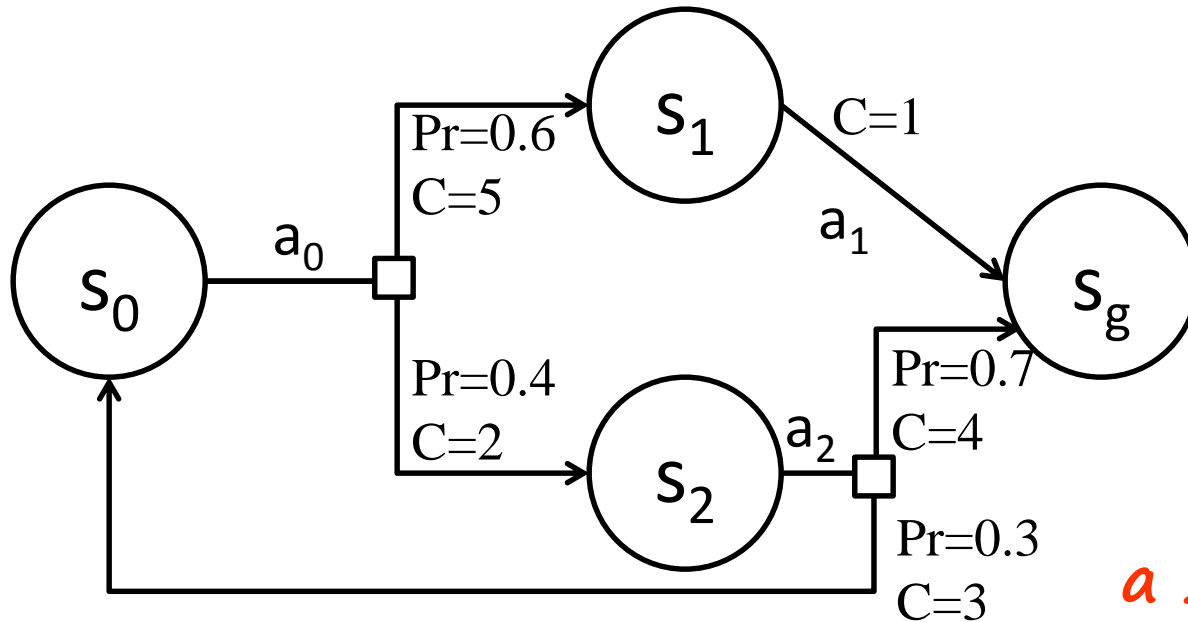 s₁
C=1
Pr=0.6
C=5
a₀
a₁
s₀
s_g
Pr=0.4
C=2
Pr=0.7
C=4
a₂
s₂
Pr=0.3
C=3
a